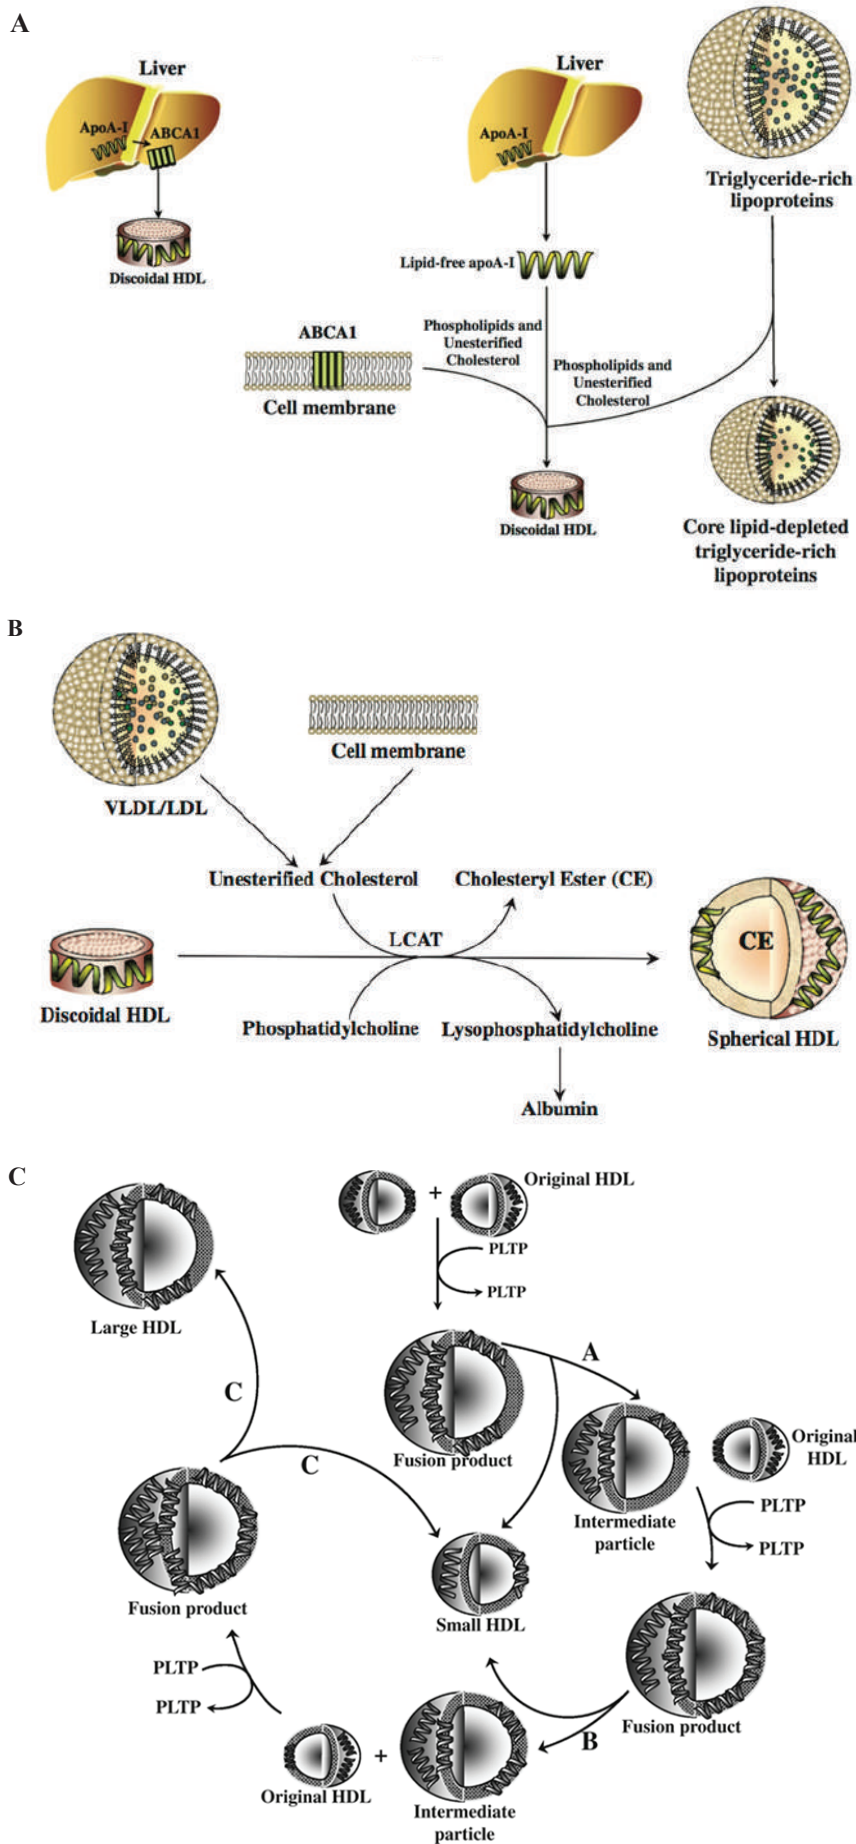 A
Liver
ApoA-I
ABCA1
Discoidal HDL
Liver
ApoA-I
Triglyceride-rich
lipoproteins
Lipid-free apoA-I
ABCA1
Cell membrane
Phospholipids and
Unesterified
Cholesterol
Phospholipids and
Unesterified
Cholesterol
Discoidal HDL
Core lipid-depleted
triglyceride-rich
lipoproteins
B
VLDL/LDL
Cell membrane
Unesterified Cholesterol
Cholesteryl Ester (CE)
LCAT
CE
Discoidal HDL
Phosphatidylcholine
Lysophosphatidylcholine
Spherical HDL
Albumin
C
+
Original HDL
PLTP
PLTP
Large HDL
A
C
Fusion product
Original
HDL
C
Intermediate
particle
PLTP
PLTP
Fusion product
Small HDL
PLTP
PLTP
Fusion product
B
+
Original HDL
Intermediate
particle